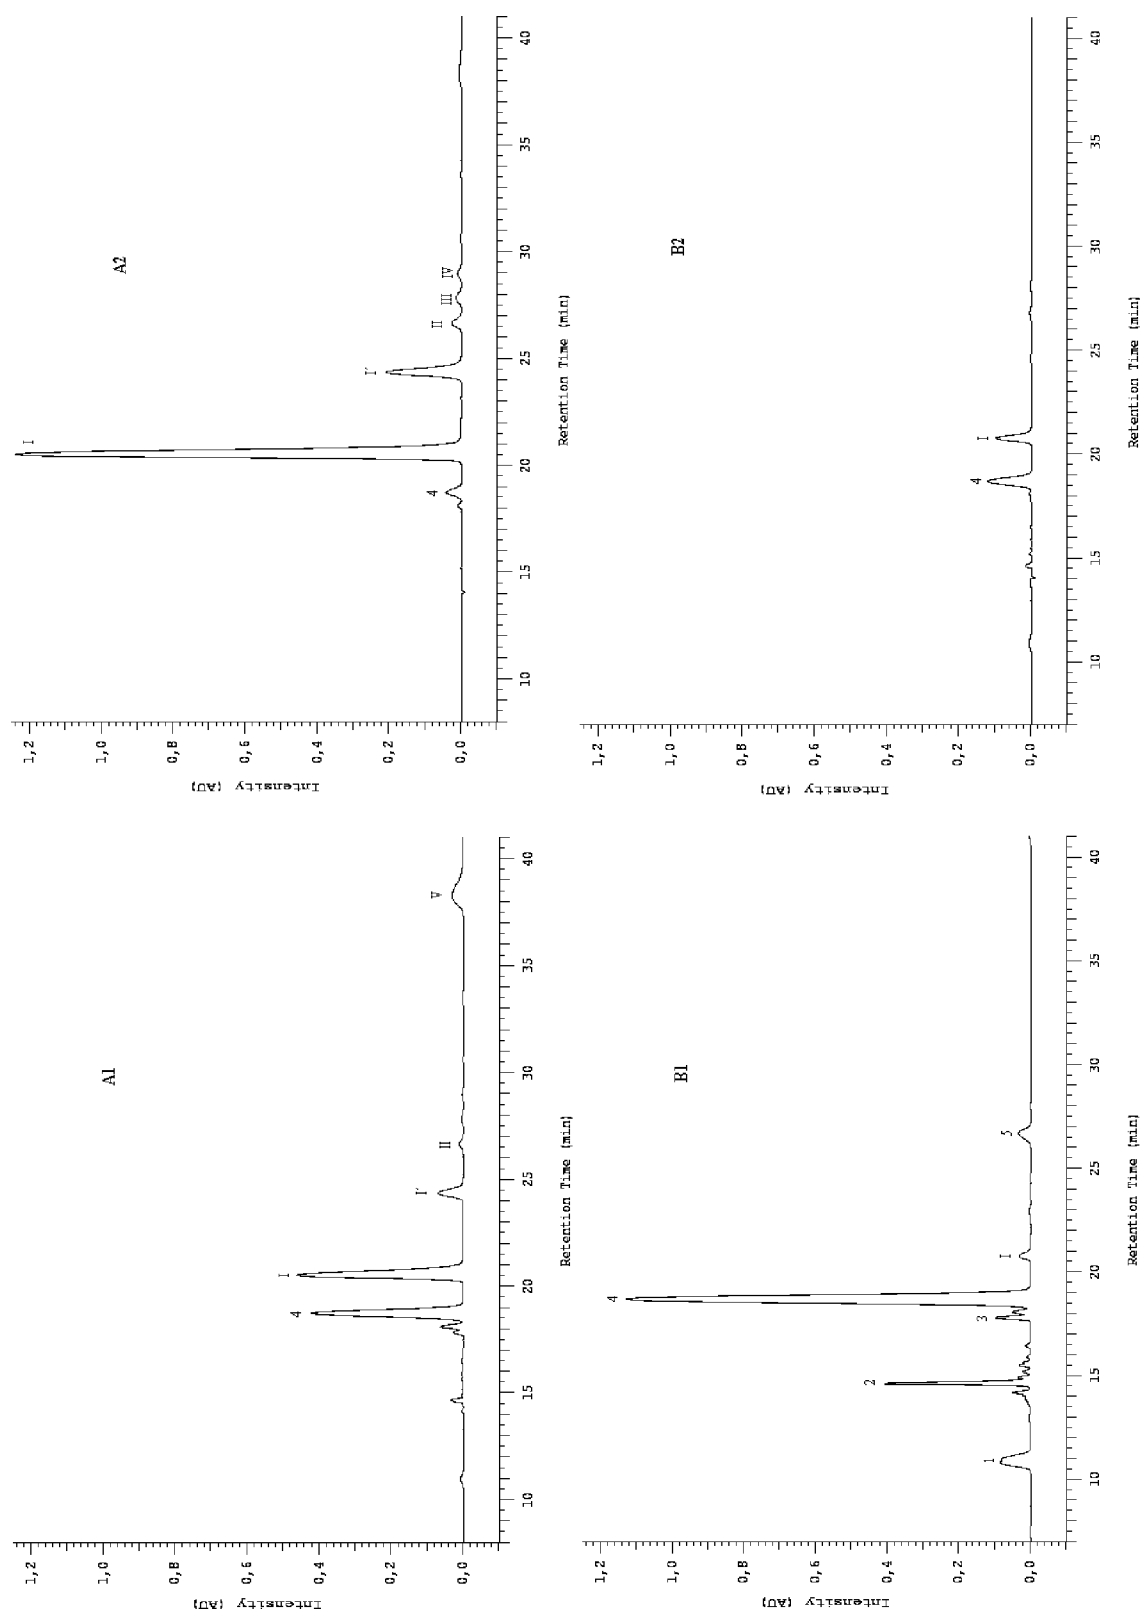 Intensity (AU)
1,2
1,0
0,8
0,6
0,4
0,2
0,0
A1
4
I
I'
II
V
10 15 20 25 30 35 40
Retention Time (min)
Intensity (AU)
1,2
1,0
0,8
0,6
0,4
0,2
0,0
A2
4
I
I'
II
III
IV
10 15 20 25 30 35 40
Retention Time (min)
Intensity (AU)
1,2
1,0
0,8
0,6
0,4
0,2
0,0
B1
1
2
3
4
I
5
10 15 20 25 30 35 40
Retention Time (min)
Intensity (AU)
1,2
1,0
0,8
0,6
0,4
0,2
0,0
B2
4
I
10 15 20 25 30 35 40
Retention Time (min)